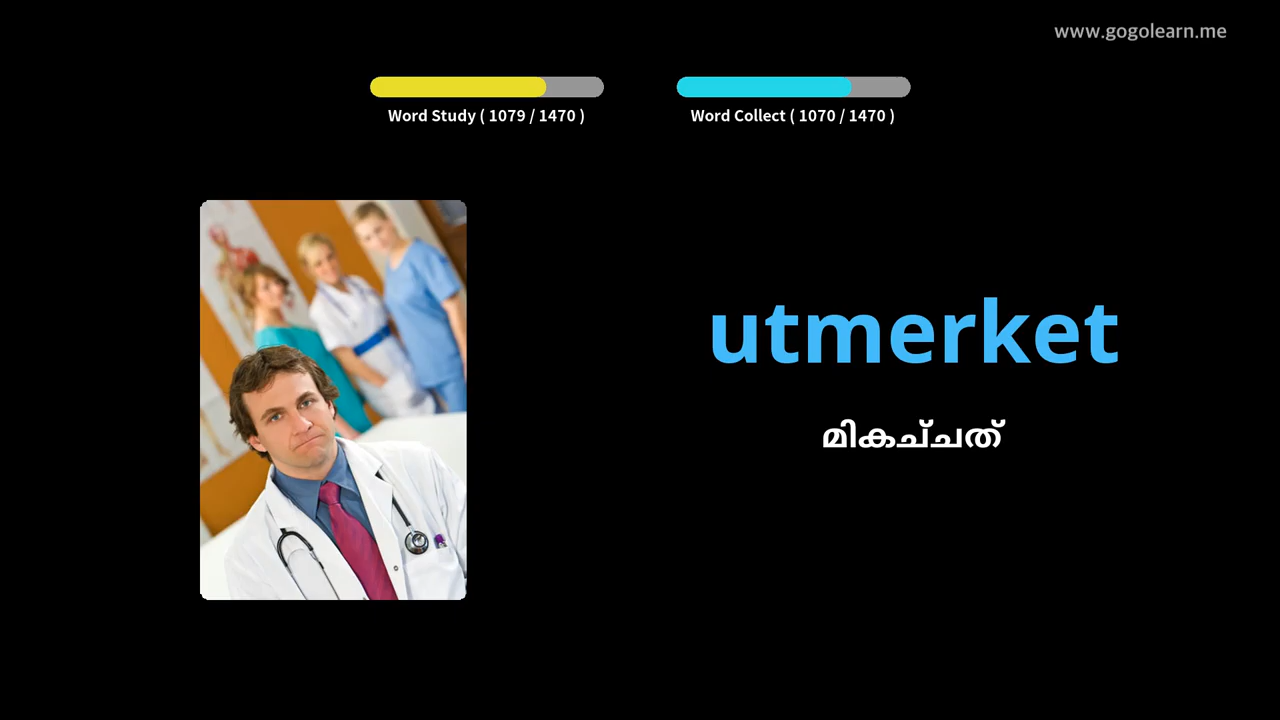 www.gogolearn.me
Word Study ( 1079 / 1470 )
Word Collect ( 1070 / 1470 )
utmerket
മികച്ചത്